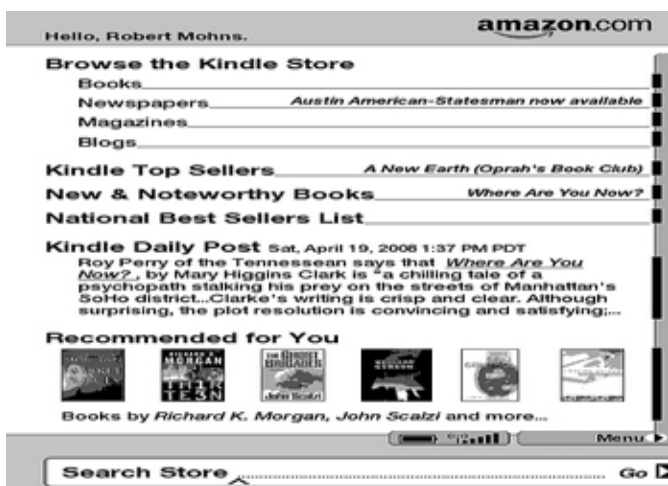 Hello, Robert Mohns.
amazon.com
Browse the Kindle Store
Books
Newspapers Austin American-Statesman now available
Magazines
Blogs
Kindle Top Sellers A New Earth (Oprah's Book Club)
New & Noteworthy Books Where Are You Now?
National Best Sellers List
Kindle Daily Post Sat, April 19, 2008 1:37 PM PDT
Roy Perry of the Tennessean says that Where Are You
Now?, by Mary Higgins Clark is "a chilling tale of a
psychopath stalking his prey on the streets of Manhattan's
SoHo district...Clarke's writing is crisp and clear. Although
surprising, the plot resolution is convincing and satisfying;...
Recommended for You
RICHARD K. MORGAN
TH1RTE3N
THE GHOST BRIGADES
John Scalzi
Books by Richard K. Morgan, John Scalzi and more...
Menu
Search Store Go